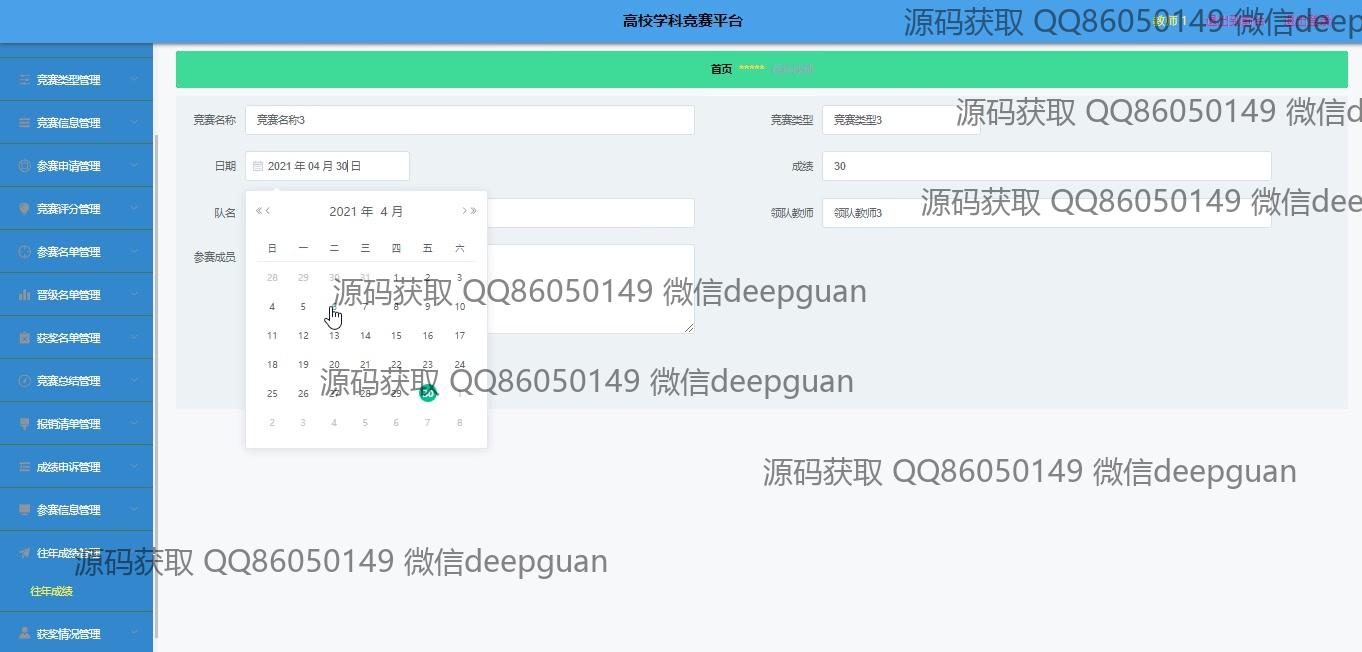 高校学科竞赛平台
教师 1
源码获取 QQ86050149 微信deep
首页 *****
竞赛类型管理
竞赛信息管理
参赛申请管理
竞赛评分管理
参赛名单管理
晋级名单管理
获奖名单管理
竞赛总结管理
报销清单管理
成绩申诉管理
参赛信息管理
往年成绩管理
往年成绩
获奖情况管理
竞赛名称 竞赛名称3
竞赛类型 竞赛类型3
源码获取 QQ86050149 微信d
日期 2021 年 04 月 30 日
成绩 30
队名
领队教师 领队教师3
源码获取 QQ86050149 微信dee
参赛成员
2021 年 4 月
日 一 二 三 四 五 六
28 29 30 31 1 2 3
4 5 6 7 8 9 10
11 12 13 14 15 16 17
18 19 20 21 22 23 24
25 26 27 28 29 30 1
2 3 4 5 6 7 8
源码获取 QQ86050149 微信deepguan
源码获取 QQ86050149 微信deepguan
源码获取 QQ86050149 微信deepguan
源码获取 QQ86050149 微信deepguan